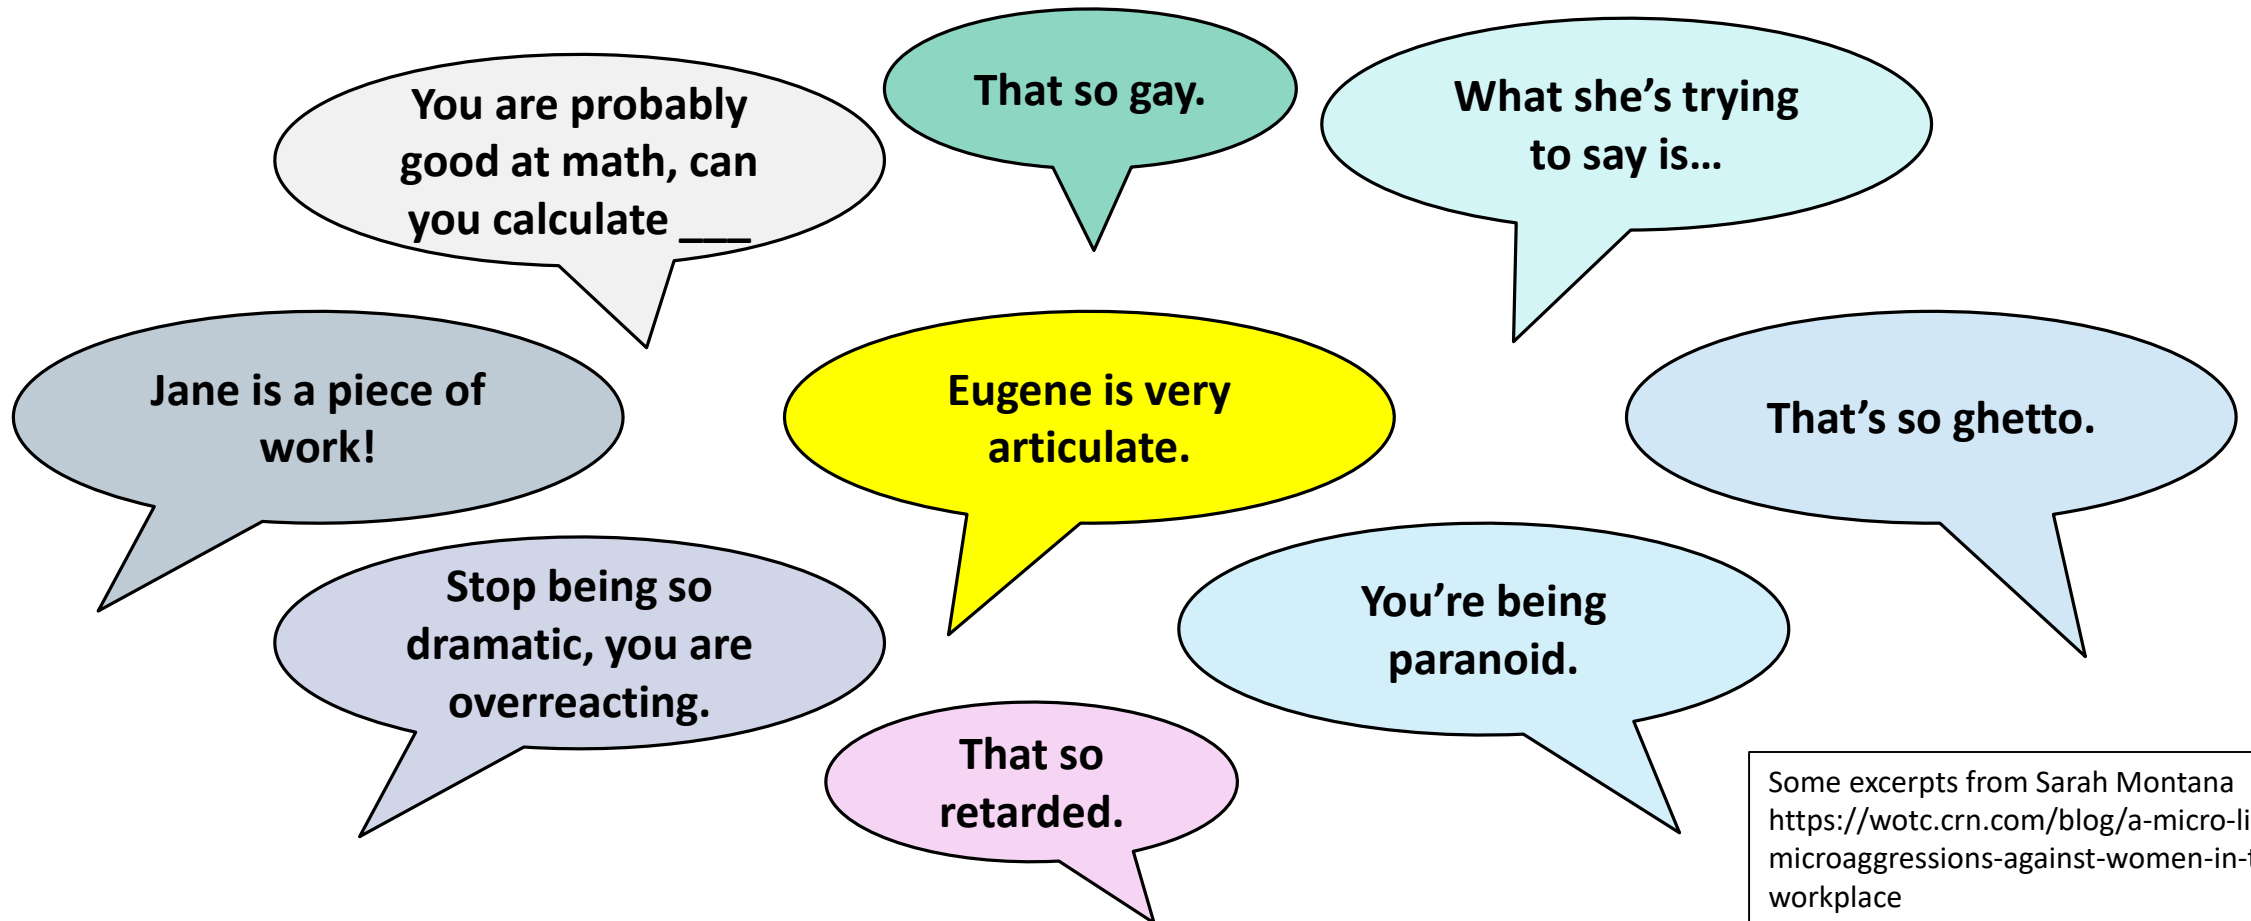 You are probably
good at math, can
you calculate ___
That so gay.
What she’s trying
to say is…
Jane is a piece of
work!
Eugene is very
articulate.
That’s so ghetto.
Stop being so
dramatic, you are
overreacting.
You’re being
paranoid.
That so
retarded.
Some excerpts from Sarah Montana
https://wotc.crn.com/blog/a-micro-li
microaggressions-against-women-in-t
workplace